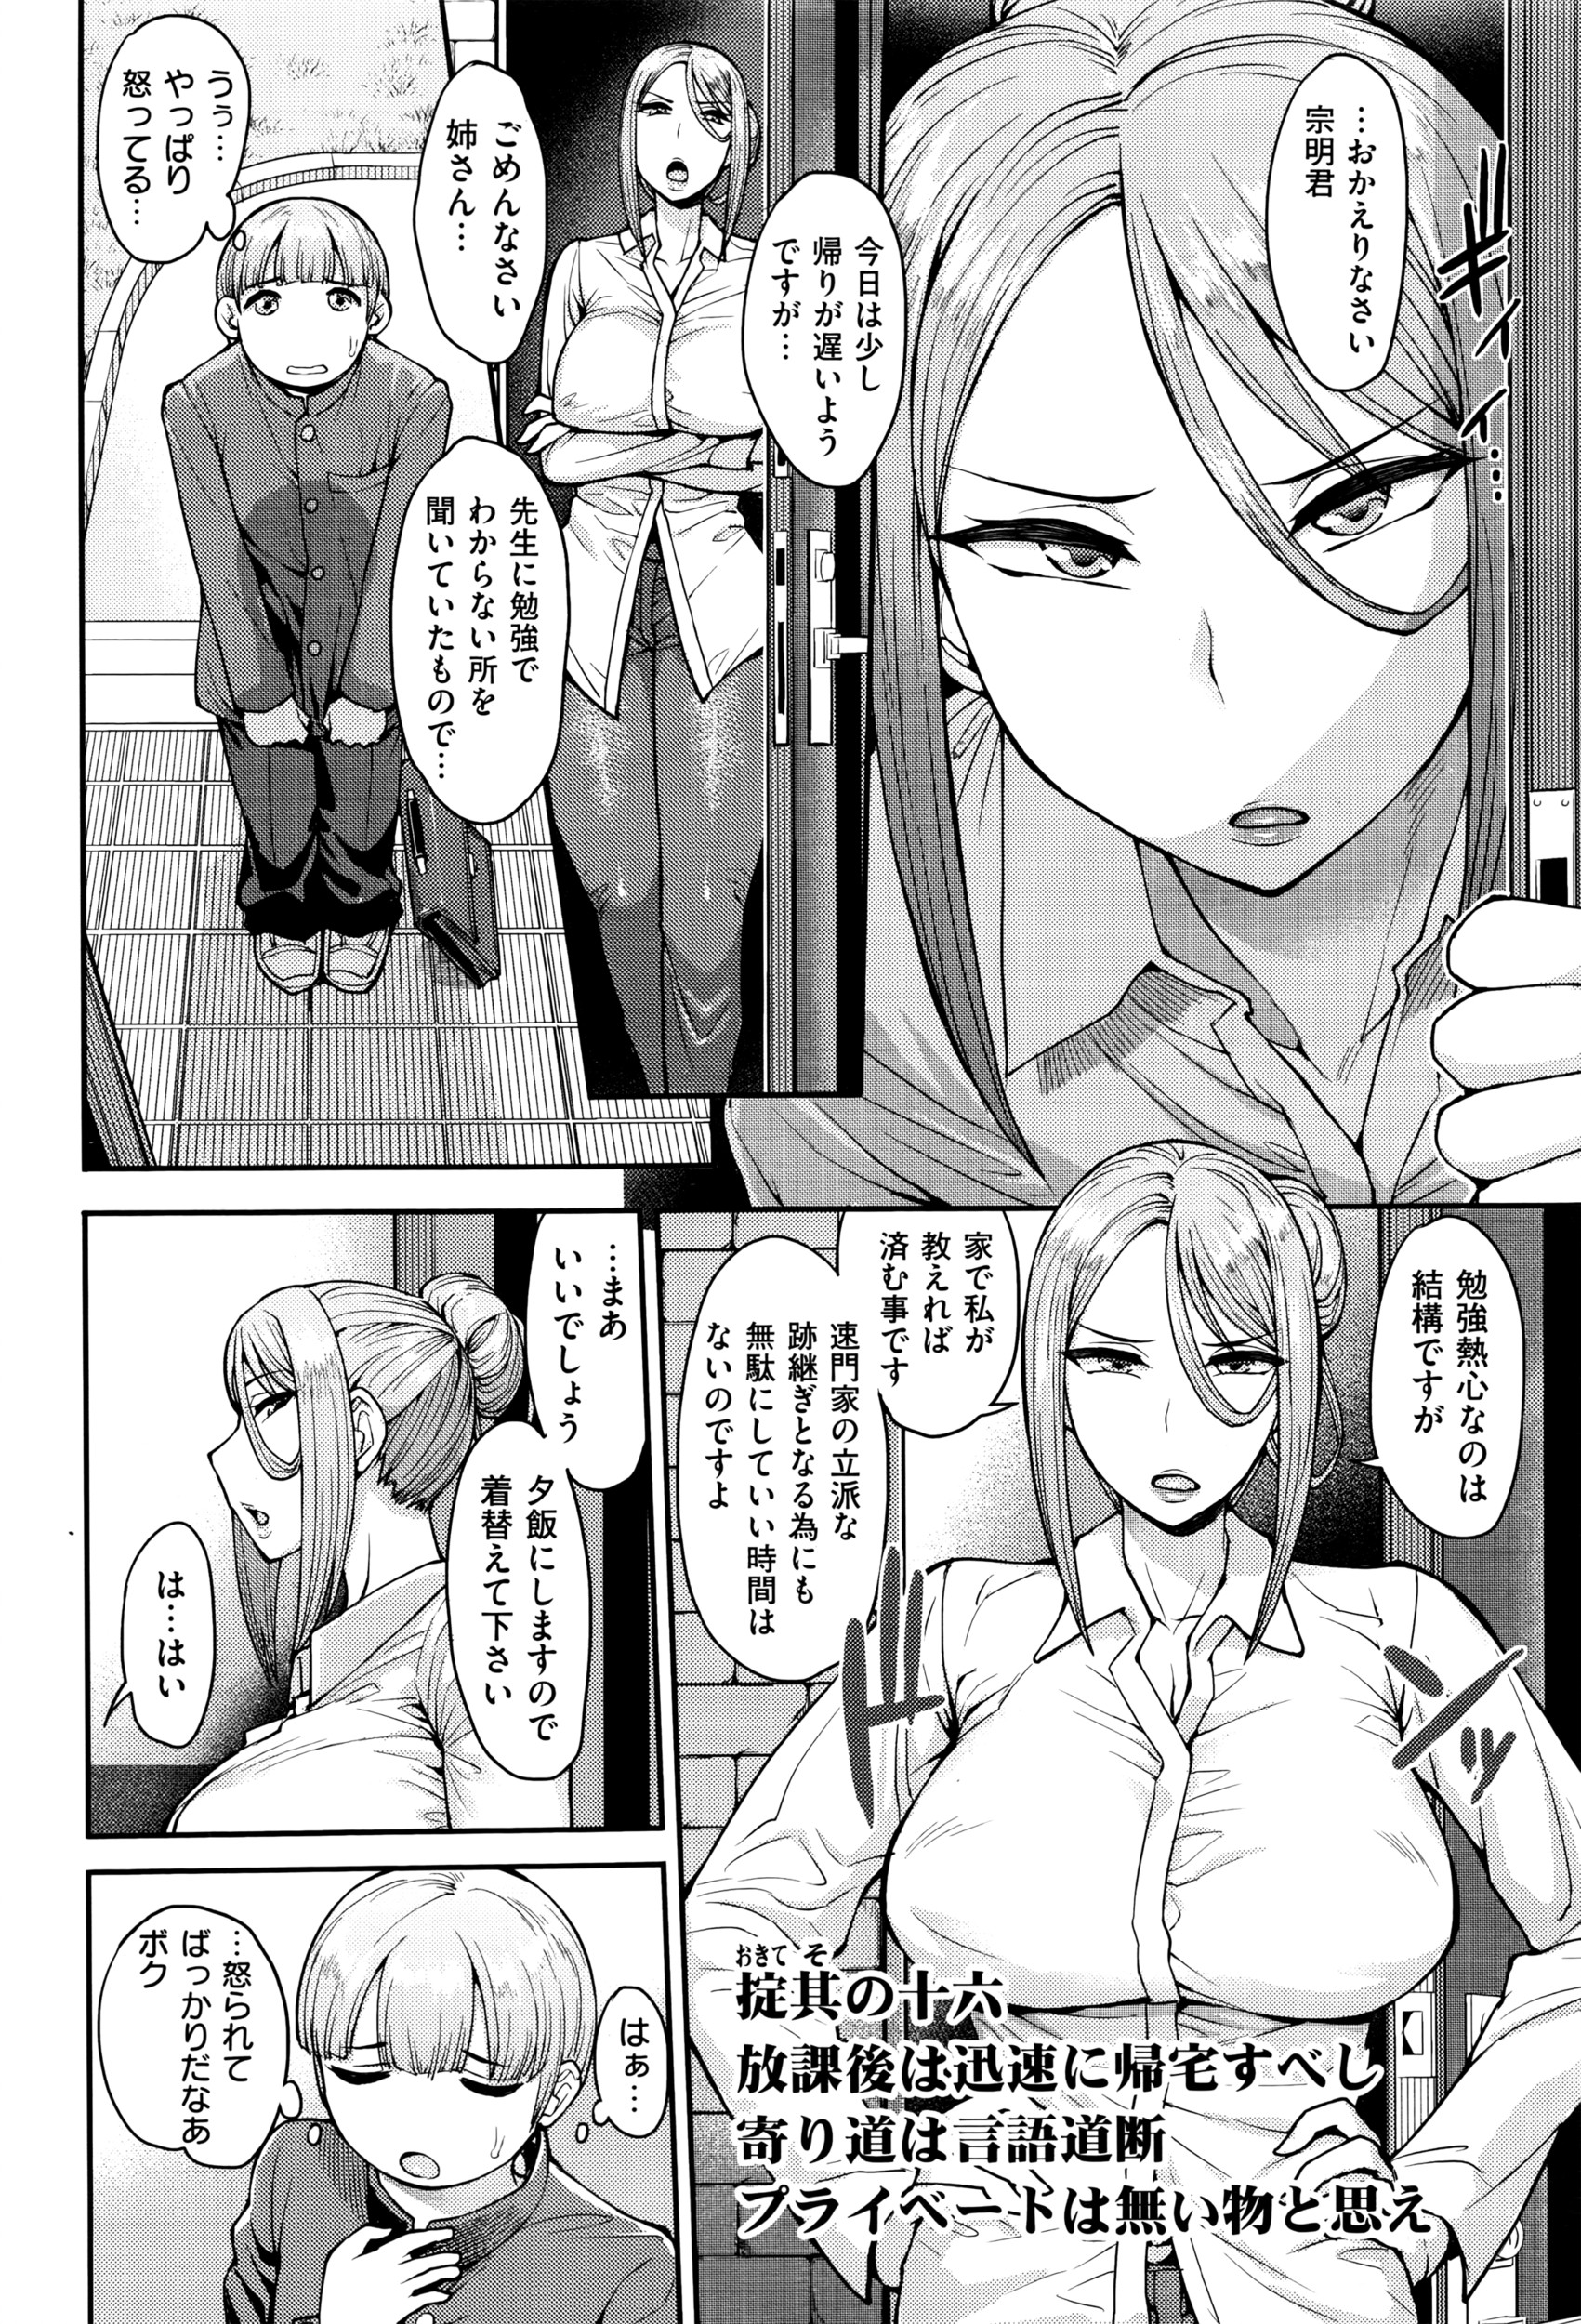 …おかえりなさい
宗明君
ギイイ…
今日は少し
帰りが遅いよう
ですが…
ごめんなさい
姉さん…
先生に勉強で
わからない所を
聞いていたもので…
うぅ…
やっぱり
怒ってる…
勉強熱心なのは
結構ですが
家で私が
教えれば
済む事です
速門家の立派な
跡継ぎとなる為にも
無駄にしていい時間は
ないのですよ
ビシッ
掟其の十六
おきて そ
放課後は迅速に帰宅すべし
寄り道は言語道断
プライベートは無い物と思え
…まあ
いいでしょう
夕飯にしますので
着替えて下さい
は…はい
はぁ…
…怒られて
ばっかりだなあ
ボク